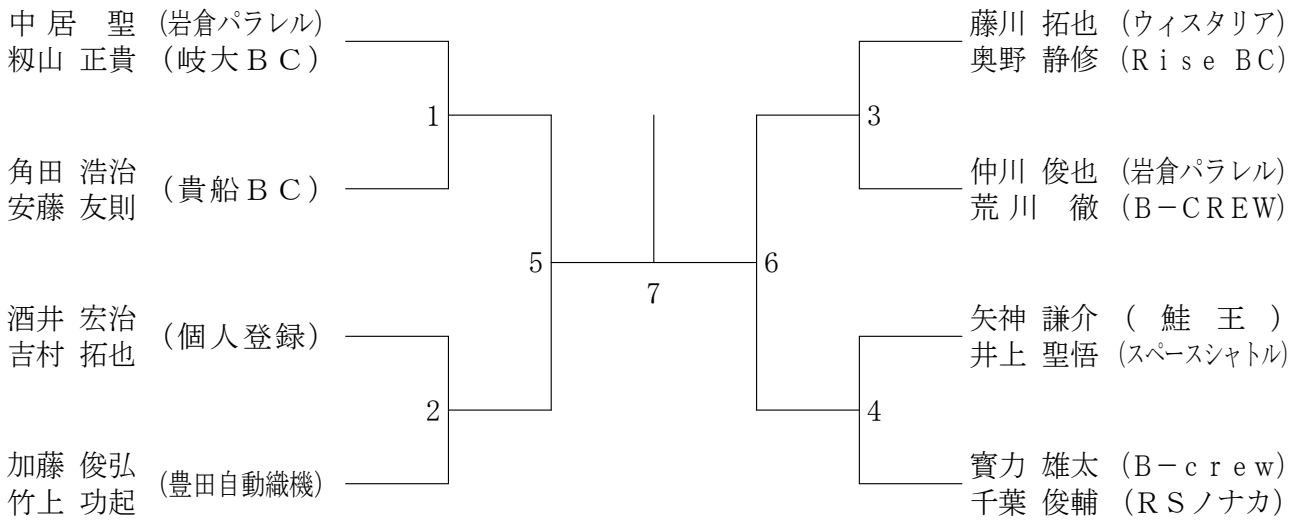 中居 聖 (岩倉パラレル)
籾山 正貴 (岐大BC)
1
角田 浩治
安藤 友則
(貴船BC)
5
酒井 宏治
吉村 拓也
(個人登録)
2
加藤 俊弘
竹上 功起
(豊田自動織機)
7
藤川 拓也 (ウィスタリア)
奥野 静修 (Rise BC)
3
仲川 俊也 (岩倉パラレル)
荒川 徹 (B-CREW)
6
矢神 謙介 (鮭王)
井上 聖悟 (スペースシャトル)
4
寳力 雄太 (B-crew)
千葉 俊輔 (RSノナカ)